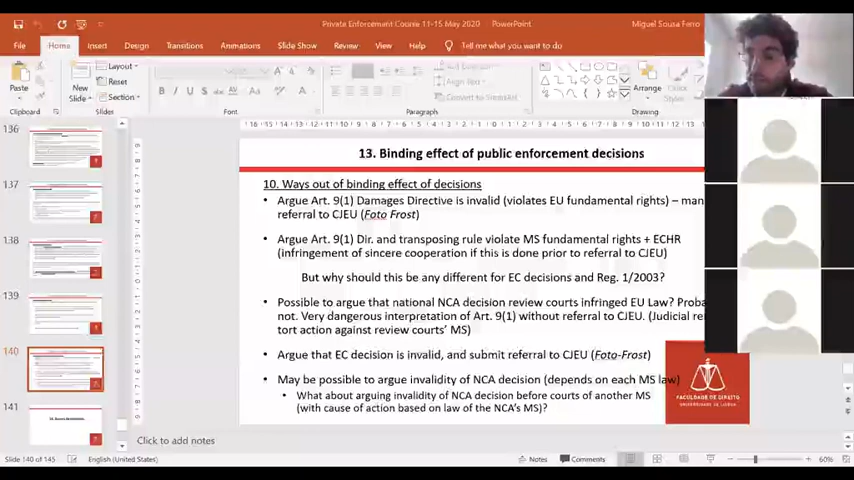 Private Enforcement Course 11-15 May 2020 - PowerPoint
Miguel Sousa Ferro
File Home Insert Design Transitions Animations Slide Show Review View Help Tell me what you want to do
Paste
Clipboard
New Slide
Layout
Reset
Section
Slides
B I U S
Font
Align Text
Convert to SmartArt
Paragraph
Arrange
Quick Styles
Drawing
136
137
138
139
140
141
13. Binding effect of public enforcement decisions
10. Ways out of binding effect of decisions
• Argue Art. 9(1) Damages Directive is invalid (violates EU fundamental rights) – man
referral to CJEU (Foto Frost)
• Argue Art. 9(1) Dir. and transposing rule violate MS fundamental rights + ECHR
(infringement of sincere cooperation if this is done prior to referral to CJEU)
But why should this be any different for EC decisions and Reg. 1/2003?
• Possible to argue that national NCA decision review courts infringed EU Law? Proba
not. Very dangerous interpretation of Art. 9(1) without referral to CJEU. (Judicial re
tort action against review courts' MS)
• Argue that EC decision is invalid, and submit referral to CJEU (Foto-Frost)
• May be possible to argue invalidity of NCA decision (depends on each MS law)
• What about arguing invalidity of NCA decision before courts of another MS
(with cause of action based on law of the NCA's MS)?
FACULDADE DE DIREITO
UNIVERSIDADE DE LISBOA
Click to add notes
Slide 140 of 145
English (United States)
Notes
Comments
60%